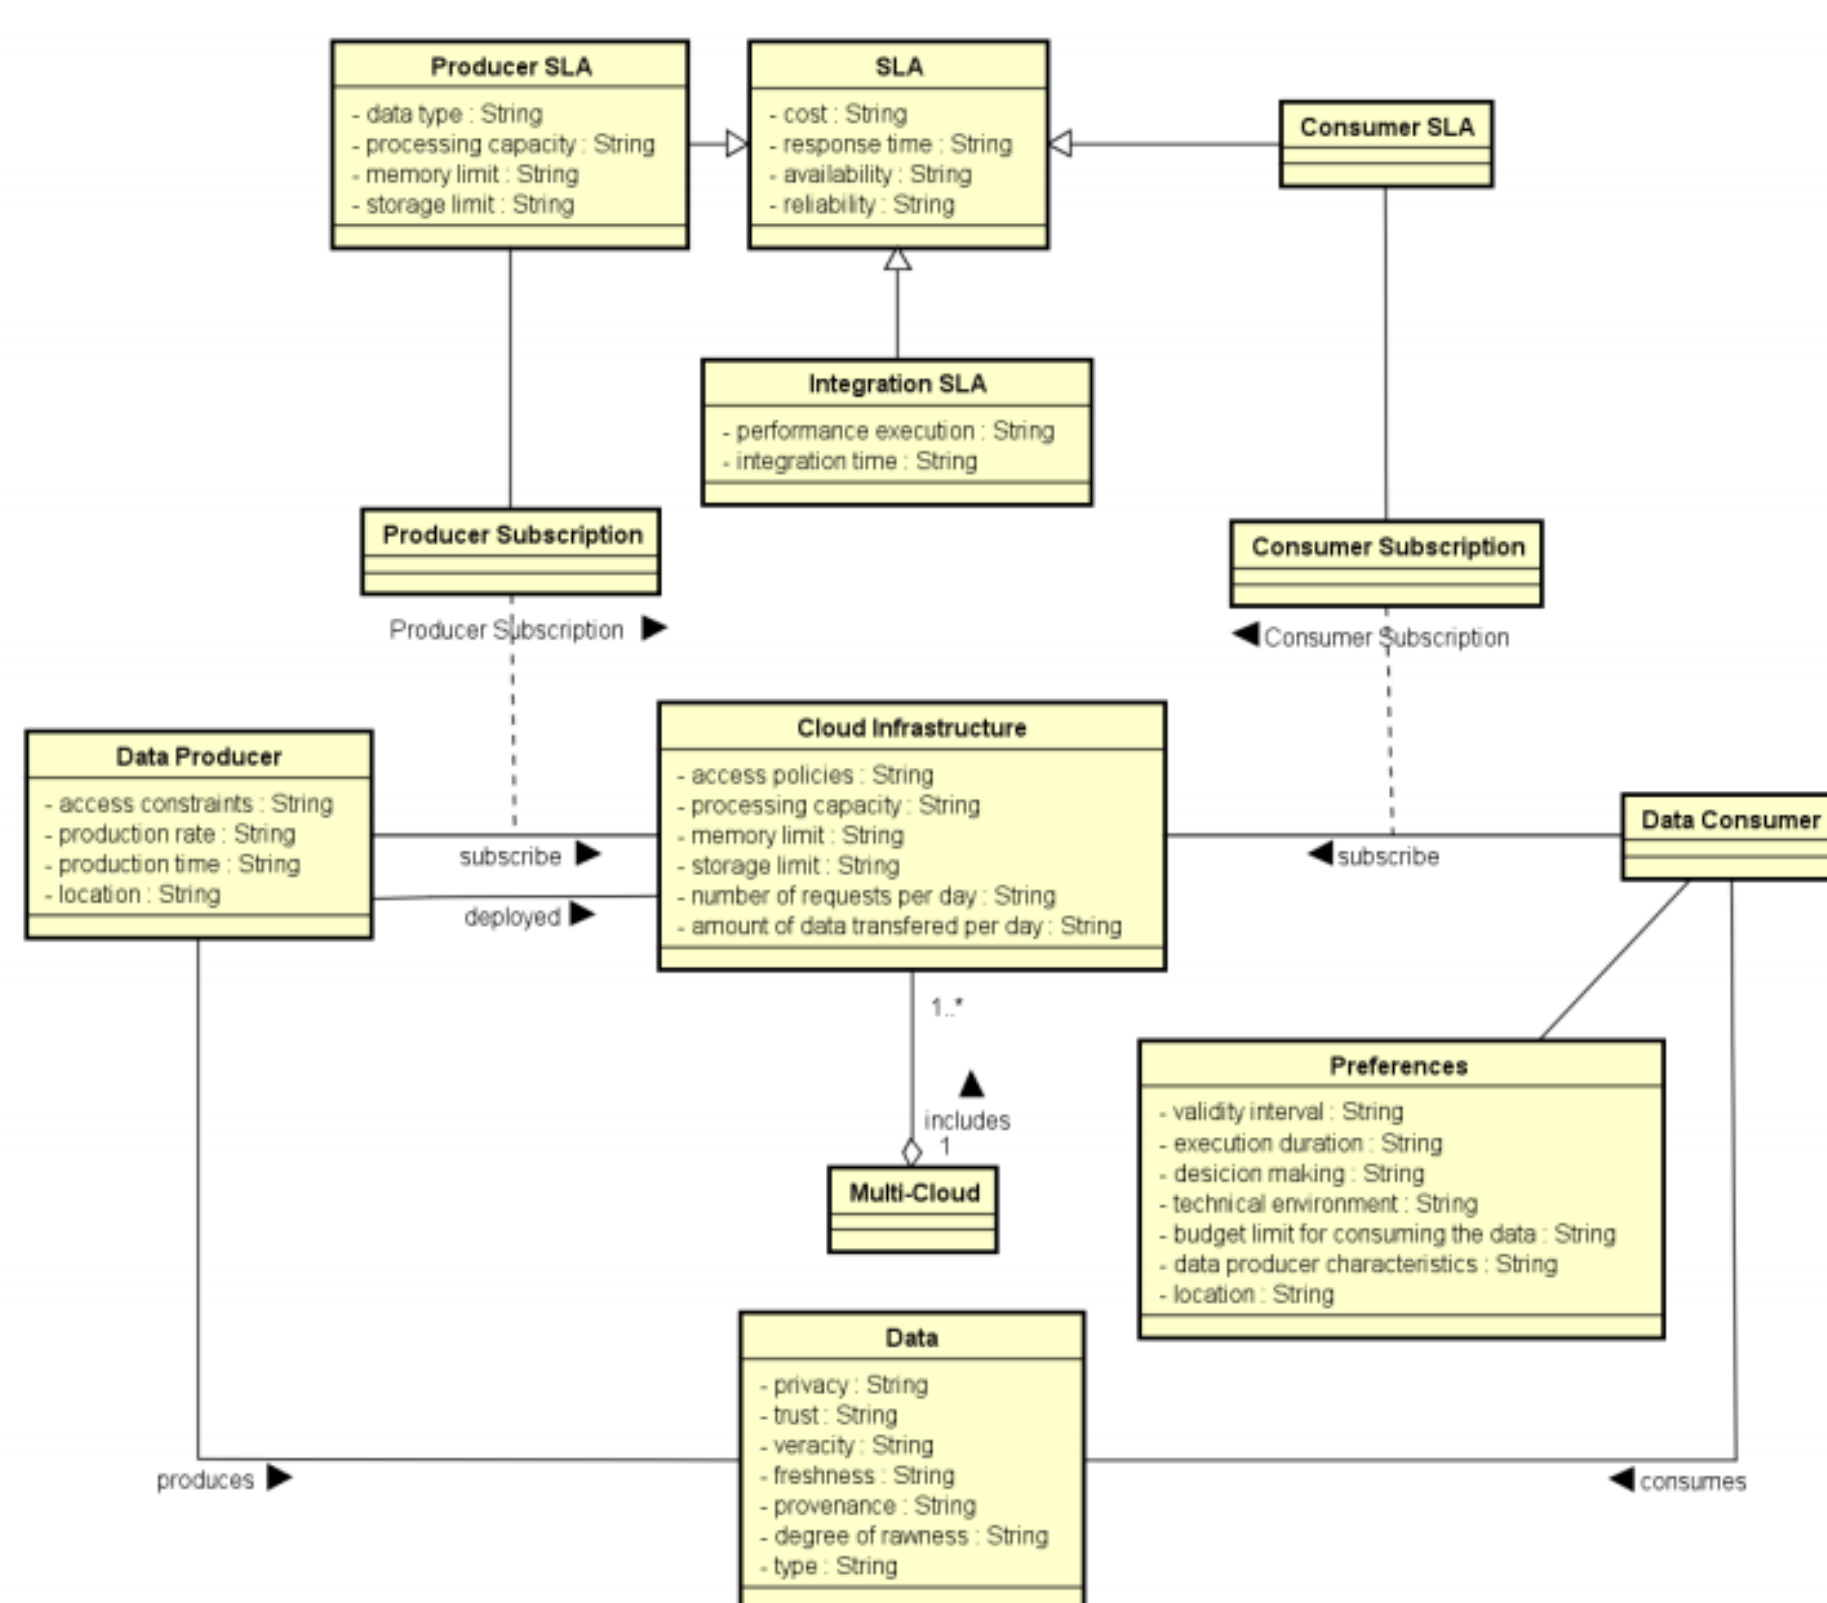 Producer SLA
- data type : String
- processing capacity : String
- memory limit : String
- storage limit : String
SLA
- cost : String
- response time : String
- availability : String
- reliability : String
Consumer SLA
Integration SLA
- performance execution : String
- integration time : String
Producer Subscription
Producer Subscription
Consumer Subscription
Consumer Subscription
Data Producer
- access constraints : String
- production rate : String
- production time : String
- location : String
subscribe
deployed
Cloud Infrastructure
- access policies : String
- processing capacity : String
- memory limit : String
- storage limit : String
- number of requests per day : String
- amount of data transfered per day : String
subscribe
Data Consumer
1..*
includes
1
Multi-Cloud
Preferences
- validity interval : String
- execution duration : String
- desicion making : String
- technical environment : String
- budget limit for consuming the data : String
- data producer characteristics : String
- location : String
Data
- privacy : String
- trust : String
- veracity : String
- freshness : String
- provenance : String
- degree of rawness : String
- type : String
produces
consumes